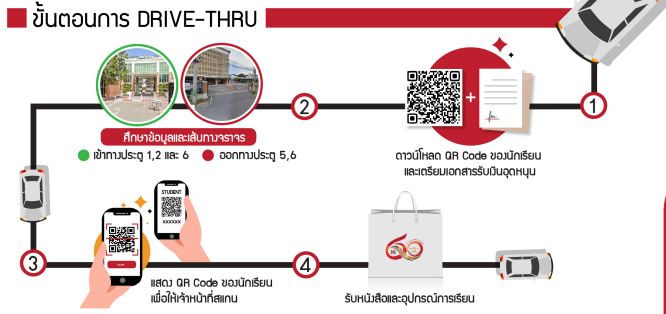 ขั้นตอนการ DRIVE-THRU
1
ดาวน์โหลด QR Code ของนักเรียน
และเตรียมเอกสารรับเงินอุดหนุน
+
2
ศึกษาข้อมูลและเส้นทางจราจร
เข้าทางประตู 1,2 และ 6
ออกทางประตู 5,6
3
STUDENT
XXXXXX
แสดง QR Code ของนักเรียน
เพื่อให้เจ้าหน้าที่สแกน
4
60
รับหนังสือและอุปกรณ์การเรียน